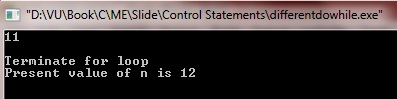 "D:\VU\Book\C\ME\Slide\Control Statements\differentdowhile.exe"
11
Terminate for loop
Present value of n is 12